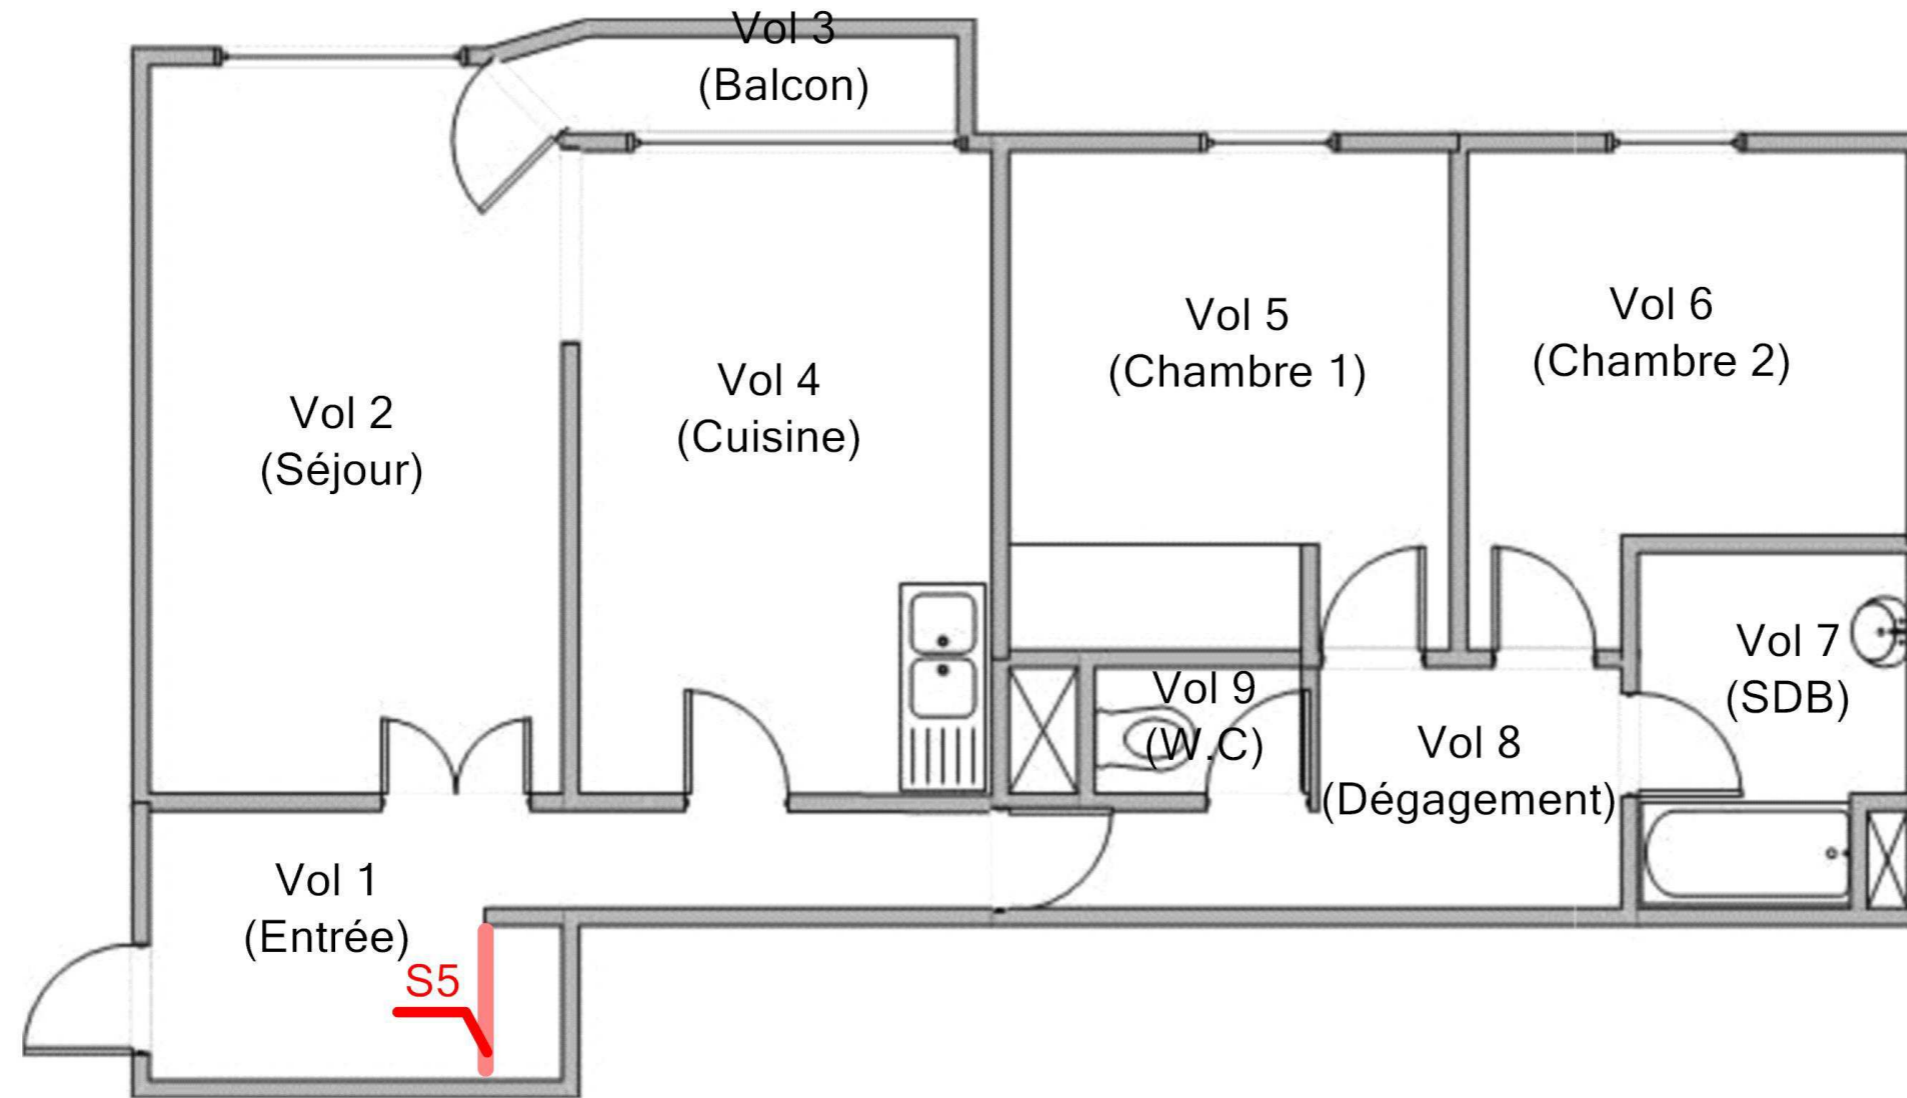 Vol 3
(Balcon)
Vol 2
(Séjour)
Vol 4
(Cuisine)
Vol 5
(Chambre 1)
Vol 6
(Chambre 2)
Vol 7
(SDB)
Vol 9
(W.C)
Vol 8
(Dégagement)
Vol 1
(Entrée)
S5